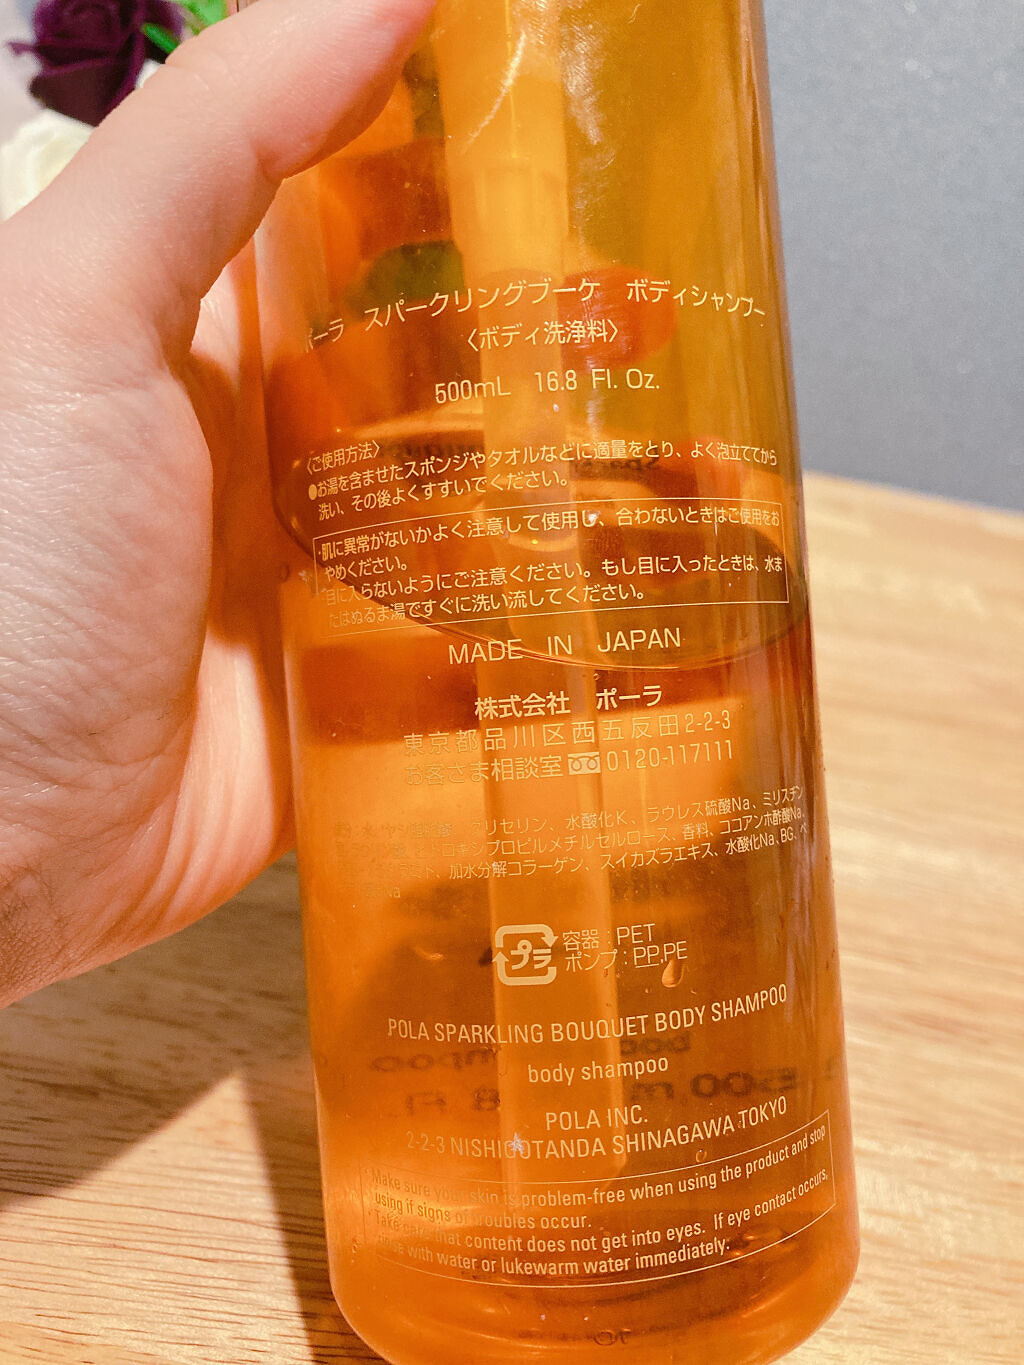 ポーラ スパークリングブーケ ボディシャンプー
〈ボディ洗浄料〉
500mL 16.8 Fl. Oz.
〈ご使用方法〉
●お湯を含ませたスポンジやタオルなどに適量をとり、よく泡立ててから
洗い、その後よくすすいでください。
・肌に異常がないかよく注意して使用し、合わないときはご使用をお
やめください。
・目に入らないようにご注意ください。もし目に入ったときは、水ま
たはぬるま湯ですぐに洗い流してください。
MADE IN JAPAN
株式会社 ポーラ
東京都品川区西五反田2-2-3
お客さま相談室 0120-117111
グリセリン、水酸化K、ラウレス硫酸Na、ミリスチン
ヒドロキシプロピルメチルセルロース、香料、ココアンホ酢酸Na、
加水分解コラーゲン、スイカズラエキス、水酸化Na、BG、ベ
Na
プラ 容器:PET
ポンプ:PP,PE
POLA SPARKLING BOUQUET BODY SHAMPOO
body shampoo
POLA INC.
2-2-3 NISHIGOTANDA SHINAGAWA TOKYO
* Make sure your skin is problem-free when using the product and stop
using if signs of troubles occur.
* Take care that content does not get into eyes. If eye contact occurs,
rinse with water or lukewarm water immediately.